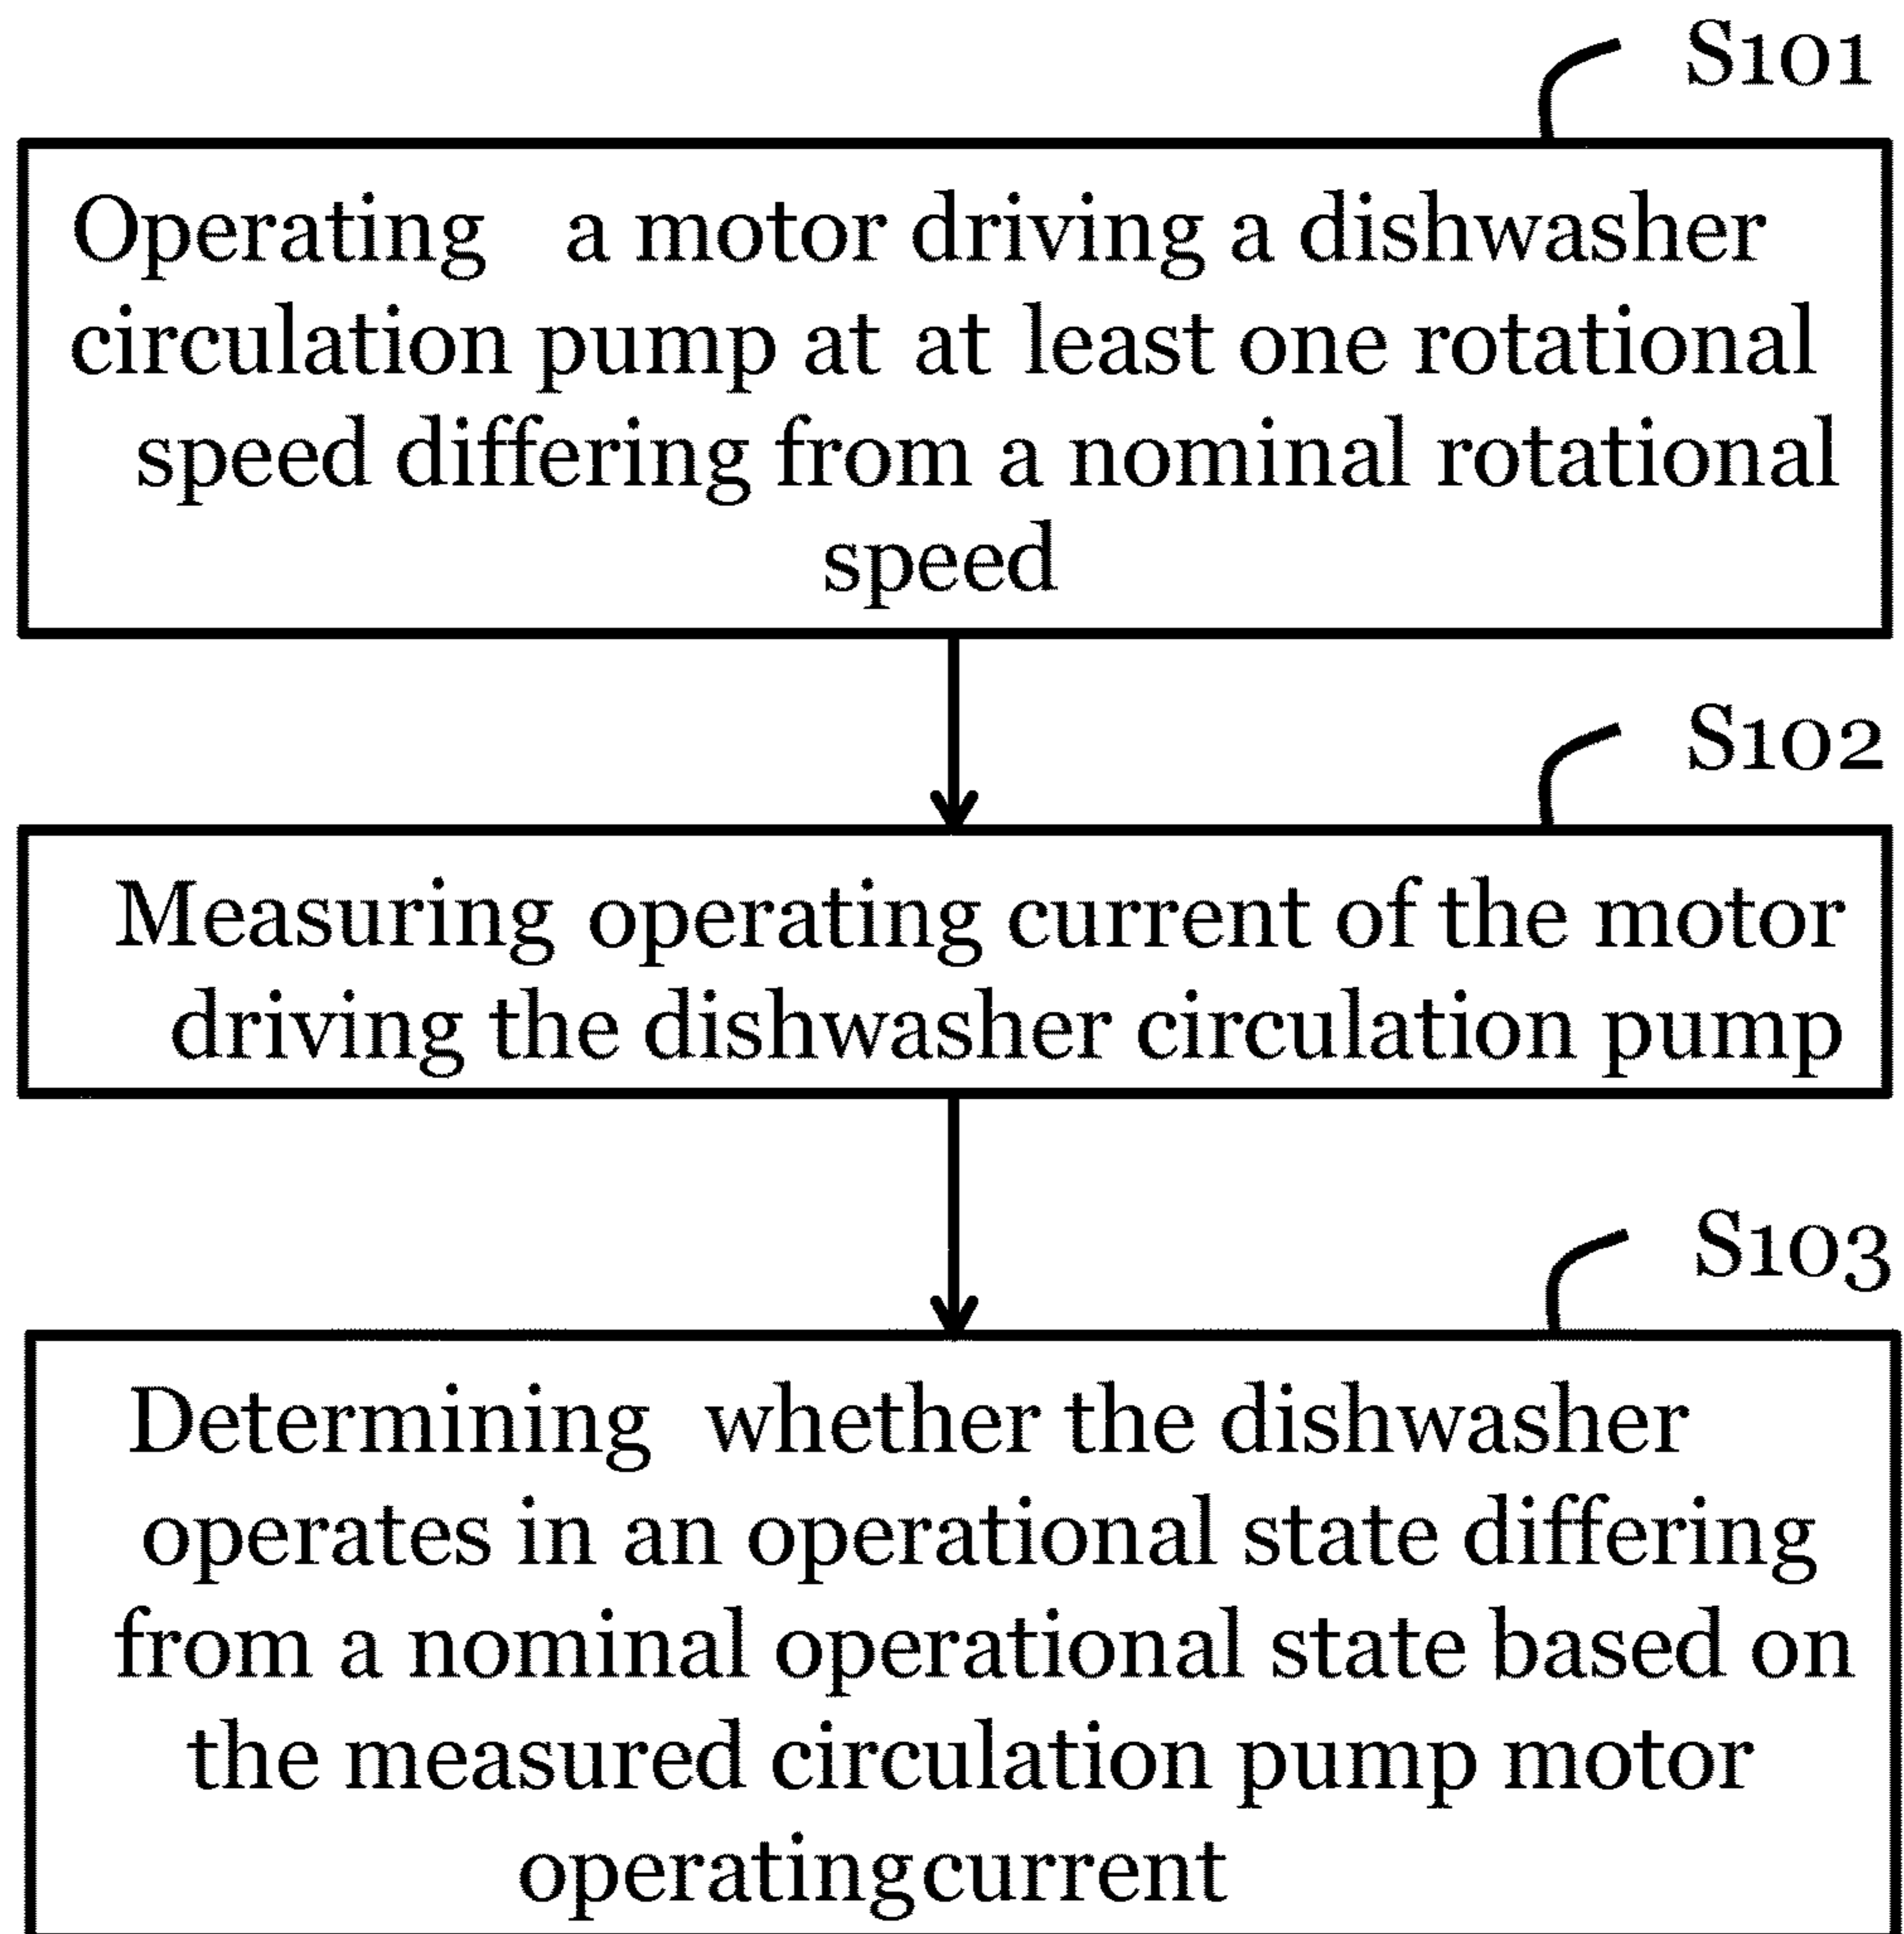 S101
Operating a motor driving a dishwasher
circulation pump at at least one rotational
speed differing from a nominal rotational
speed
S102
Measuring operating current of the motor
driving the dishwasher circulation pump
S103
Determining whether the dishwasher
operates in an operational state differing
from a nominal operational state based on
the measured circulation pump motor
operatingcurrent